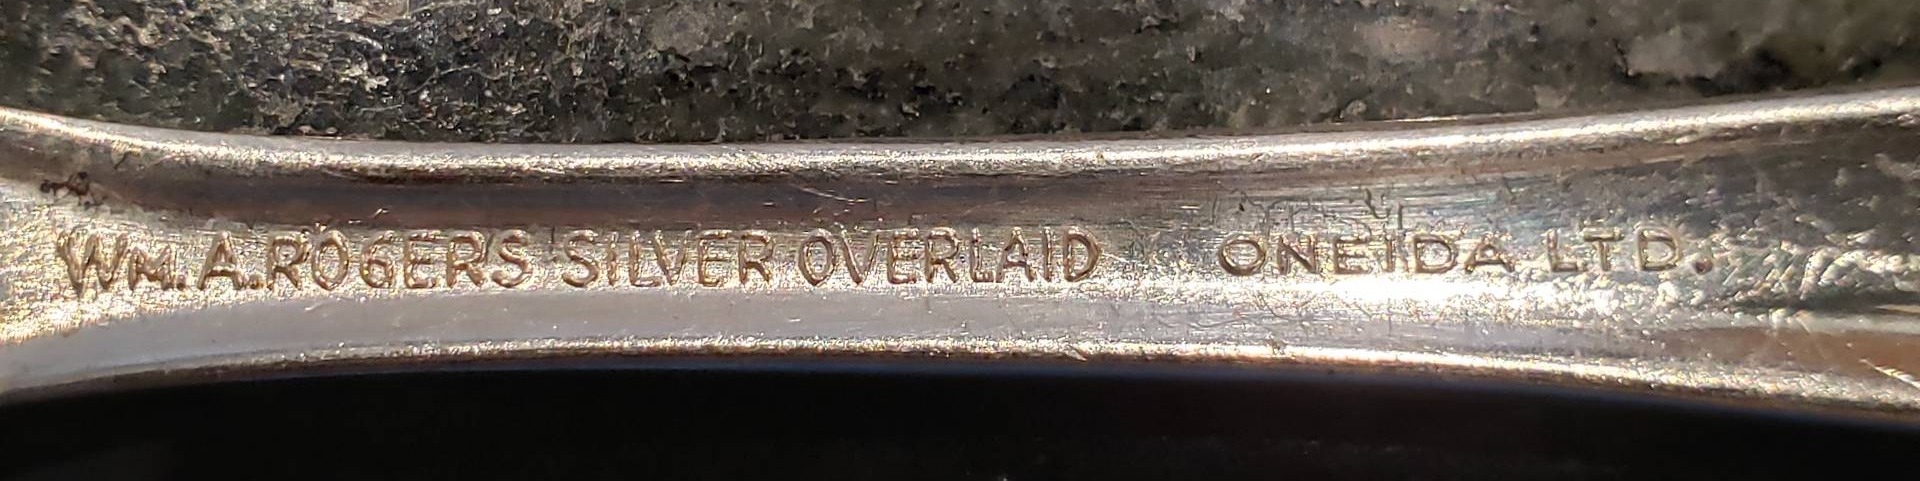 WM. A. ROGERS SILVER OVERLAID ONEIDA LTD.